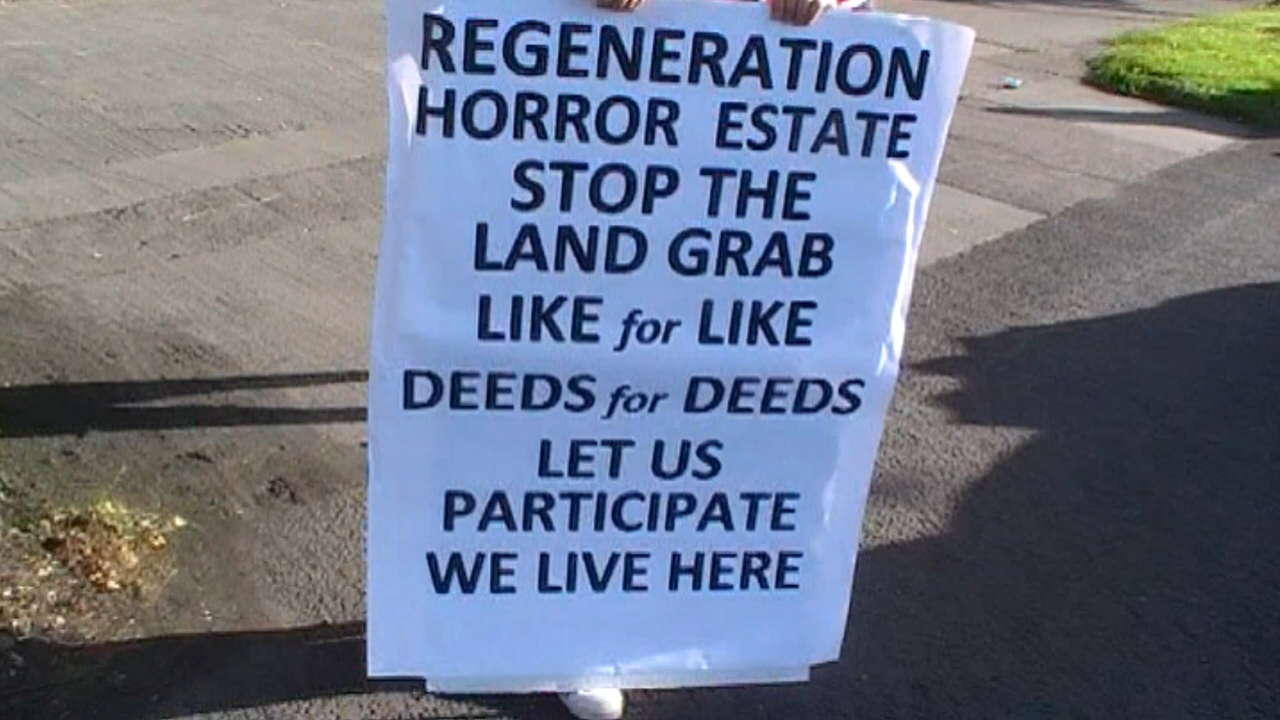 REGENERATION
HORROR ESTATE
STOP THE
LAND GRAB
LIKE for LIKE
DEEDS for DEEDS
LET US
PARTICIPATE
WE LIVE HERE